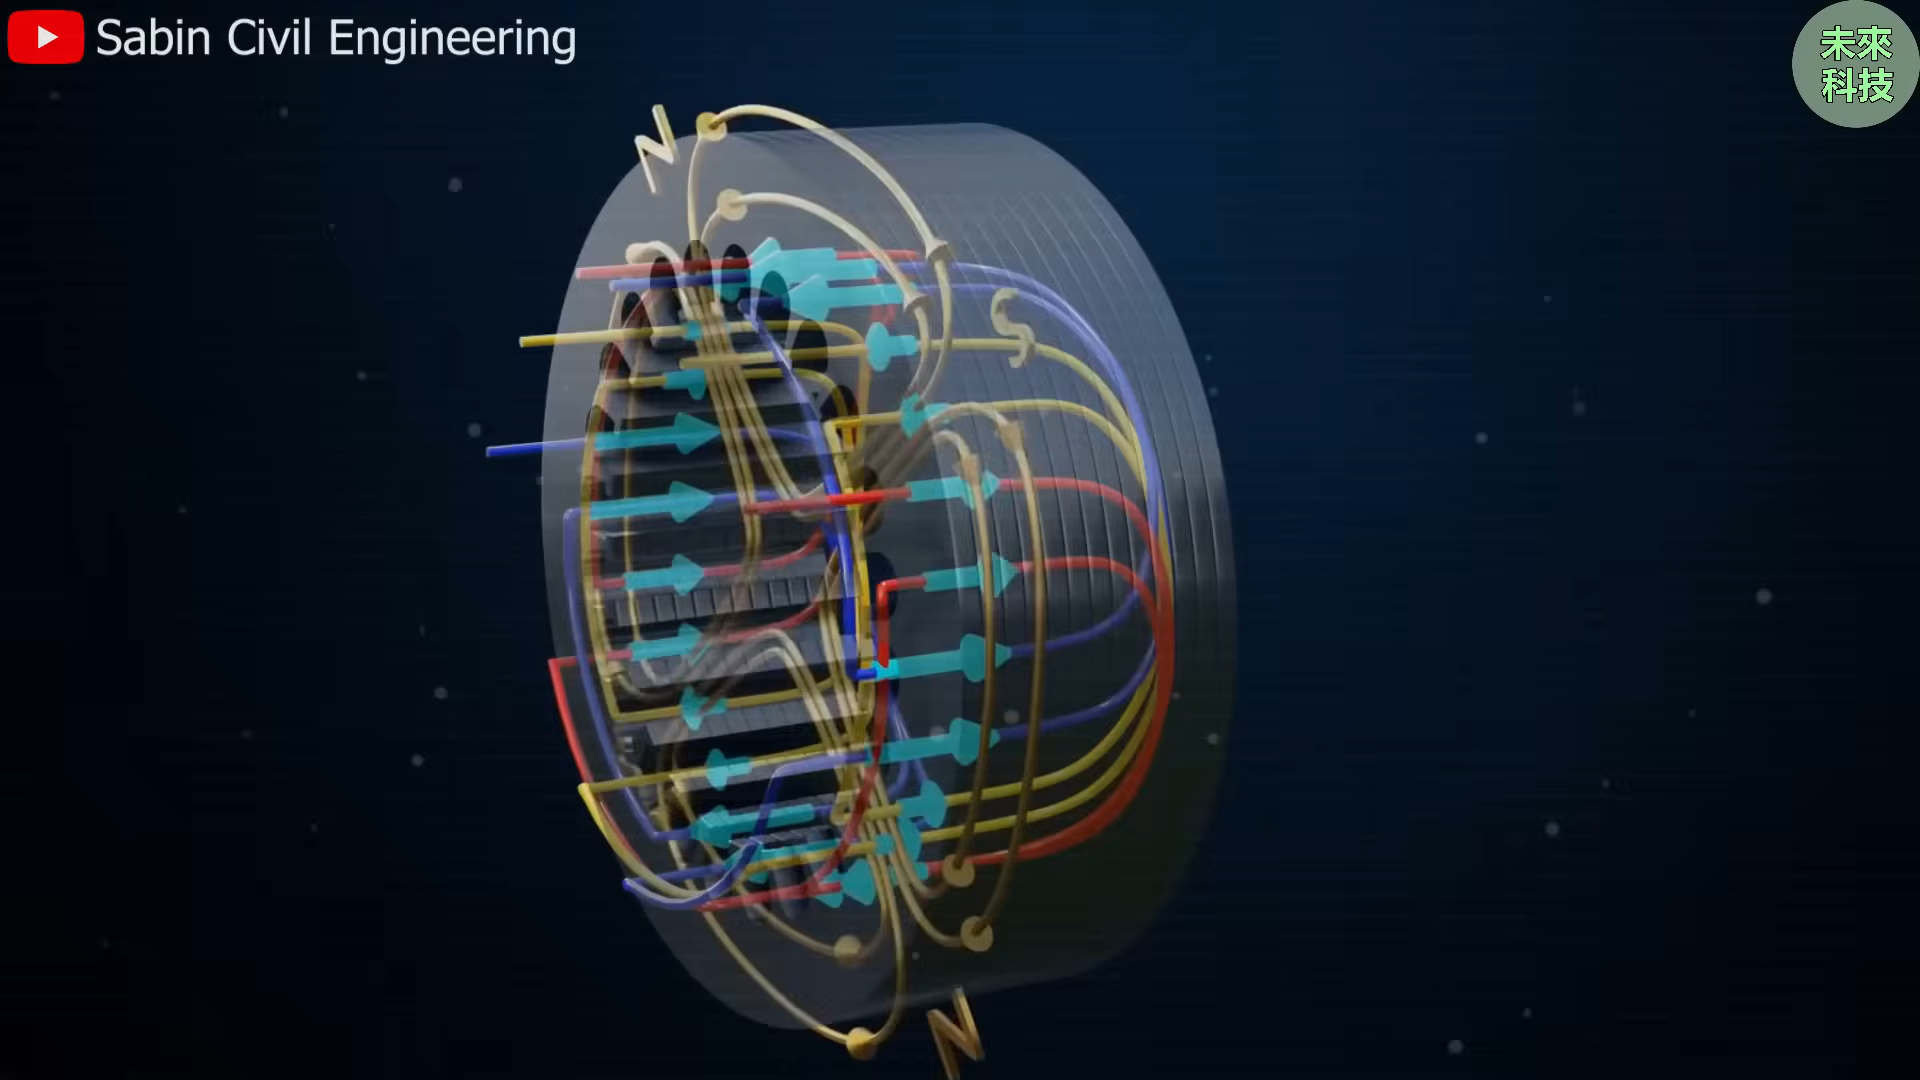 Sabin Civil Engineering
未來
科技
N
S
N